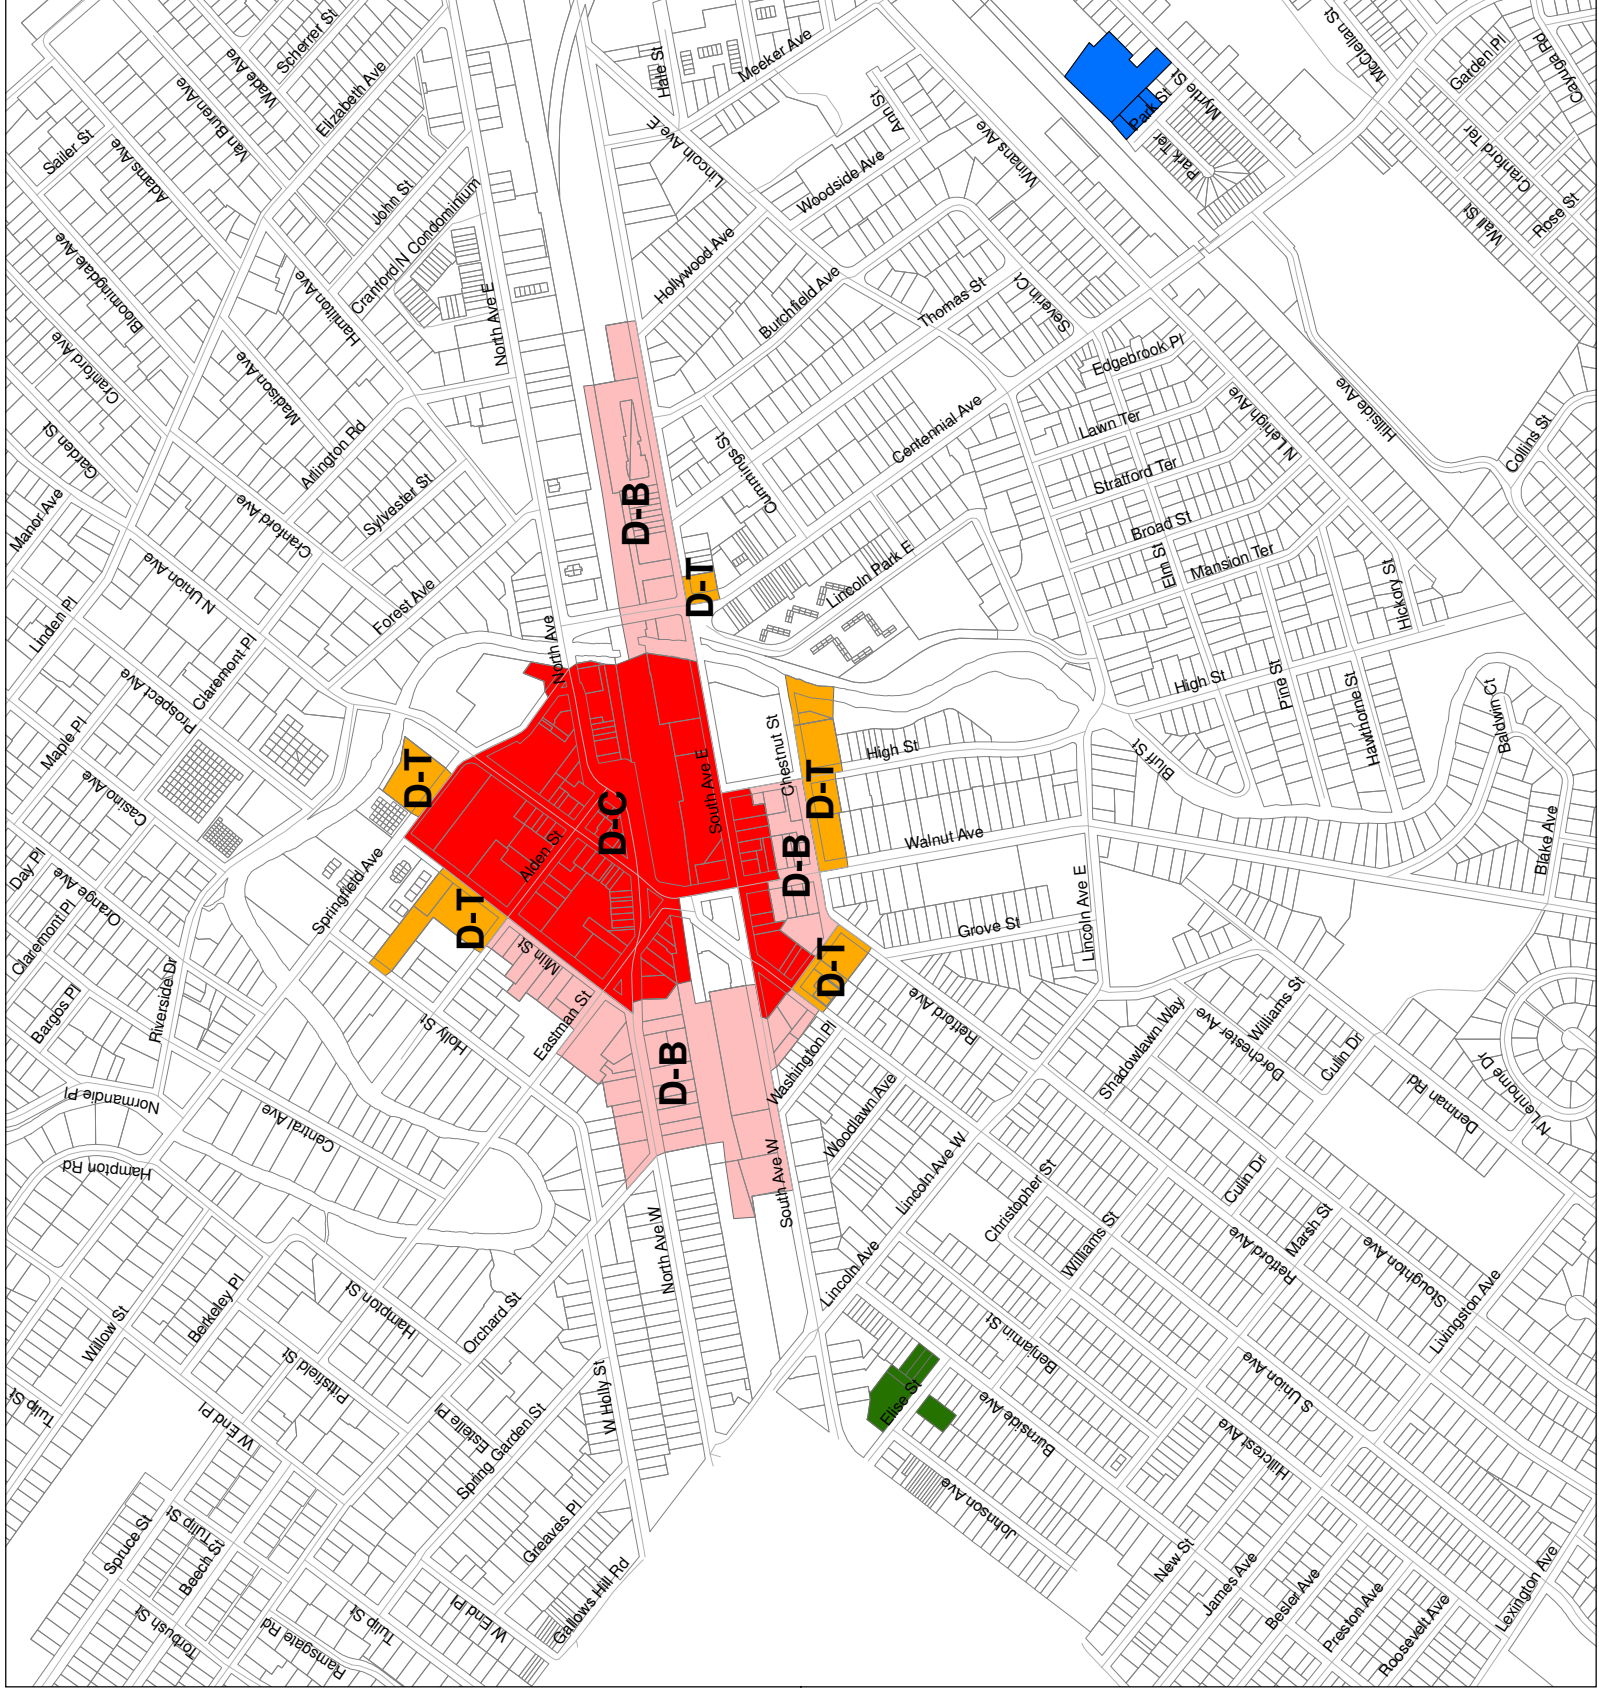 Scherrer St
Wade Ave
Van Buren Ave
Elizabeth Ave
Sailer St
Adams Ave
John St
Cranford N Condominium
Bloomingdale Ave
Hamilton Ave
North Ave E
Cranford Ave
Madison Ave
Garden St
Arlington Rd
Manor Ave
Cranford Ave
Sylvester St
N Union Ave
Forest Ave
Linden Pl
North Ave
Claremont Pl
Prospect Ave
Maple Pl
Casino Ave
Day Pl
Orange Ave
Claremont Pl
Springfield Ave
Alden St
Miln St
Riverside Dr
Bargos Pl
Holly St
Eastman St
Normandie Pl
Central Ave
Hampton Rd
Hale St
Meeker Ave
Lincoln Ave E
Ann St
Woodside Ave
Winans Ave
Hollywood Ave
Burchfield Ave
Thomas St
Severin Ct
Myrtle St
Park St
Park Ter
McClellan St
Garden Pl
Cayuga Rd
Cranford Ter
Rose St
Wall St
Edgebrook Pl
Hillside Ave
Lawn Ter
N Lehigh Ave
Collins St
Centennial Ave
Cummings St
Stratford Ter
Broad St
Elm St
Mansion Ter
Lincoln Park E
Hickory St
High St
Pine St
Hawthorne St
Baldwin Ct
Bluff St
Chestnut St
High St
South Ave E
Walnut Ave
Blake Ave
Grove St
Lincoln Ave E
Retford Ave
Williams St
Dorchester Ave
Shadowlawn Way
Culin Dr
Denman Rd
N Lenhome Dr
Washington Pl
Woodlawn Ave
Lincoln Ave W
South Ave W
Christopher St
Culin Dr
Williams St
Retford Ave
Marsh St
Stoughton Ave
Livingston Ave
Lincoln Ave
North Ave W
Berkeley Pl
Hampton St
Orchard St
Willow St
Pittsfield St
Tulip St
W End Pl
Estelle Pl
Spring Garden St
W Holly St
Elise St
Burnside Ave
Benjamin St
S Union Ave
Hillcrest Ave
Johnson Ave
Spruce St
Tulip St
Beech St
Greaves Pl
Gallows Hill Rd
W End Pl
Tulip St
Torbush St
Ramsgate Rd
New St
James Ave
Besler Ave
Preston Ave
Roosevelt Ave
Lexington Ave
D-B
D-T
D-T
D-C
D-T
D-B
D-T
D-T
D-B